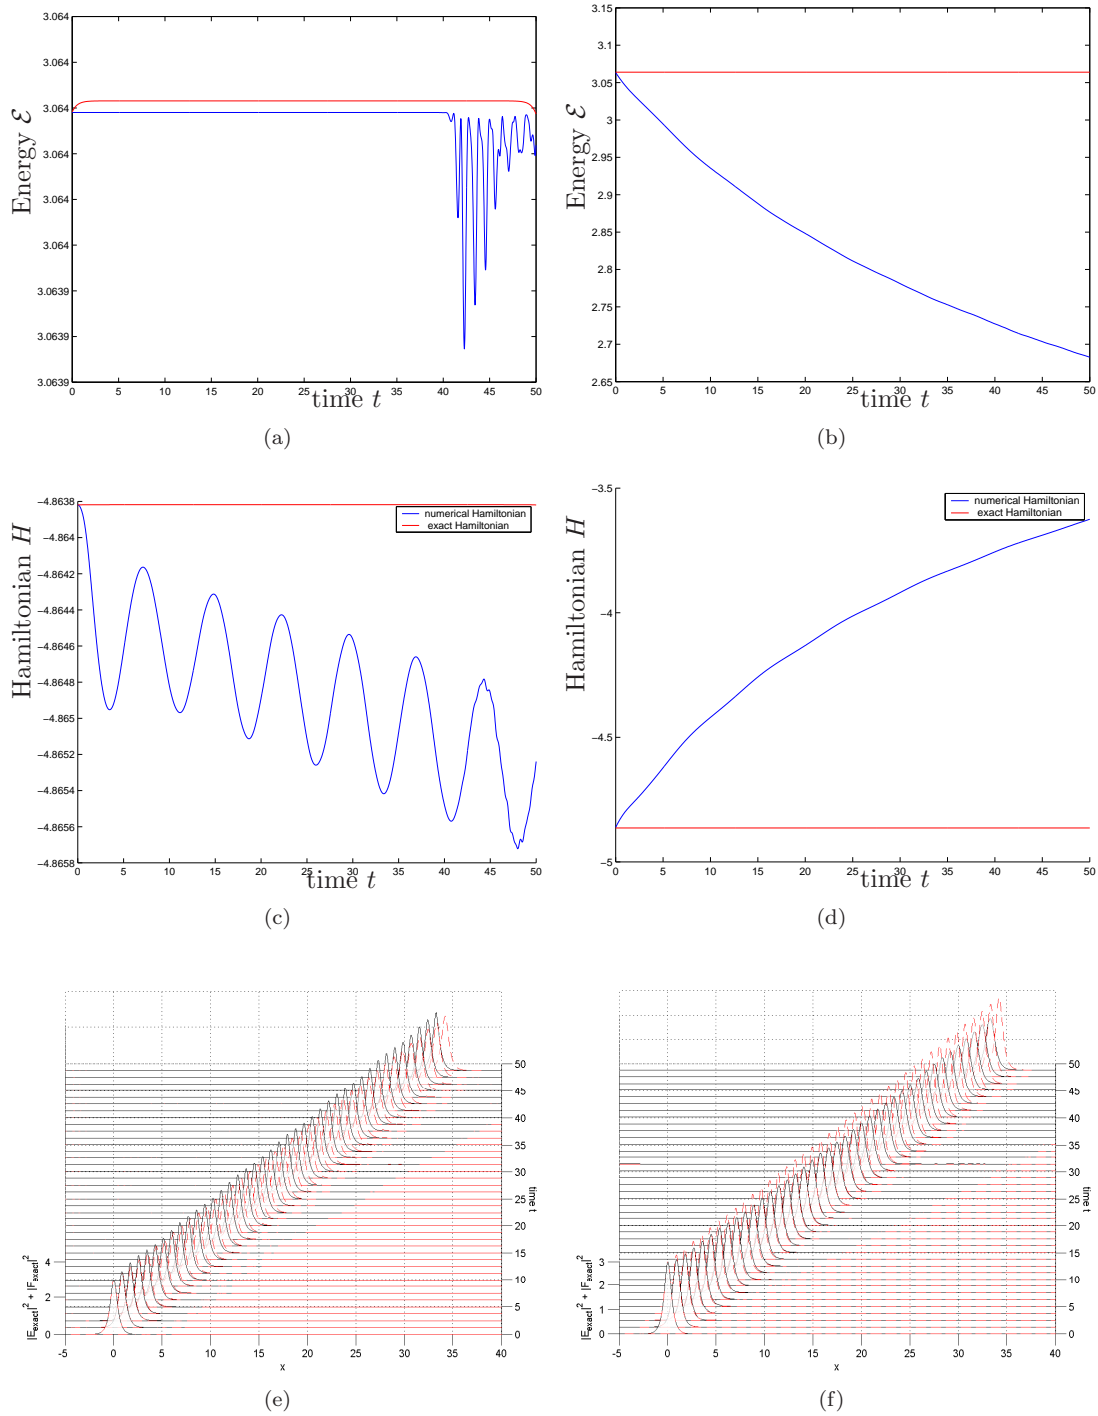 3.064
3.064
3.064
3.064
3.064
3.064
3.0639
3.0639
3.0639
Energy ℰ
0 5 10 15 20 25 30 35 40 45 50
time t
(a)
3.15
3.1
3.05
3
2.95
2.9
2.85
2.8
2.75
2.7
2.65
Energy ℰ
0 5 10 15 20 25 30 35 40 45 50
time t
(b)
−4.8638
−4.864
−4.8642
−4.8644
−4.8646
−4.8648
−4.865
−4.8652
−4.8654
−4.8656
−4.8658
Hamiltonian H
numerical Hamiltonian
exact Hamiltonian
0 5 10 15 20 25 30 35 40 45 50
time t
(c)
−3.5
−4
−4.5
−5
Hamiltonian H
numerical Hamiltonian
exact Hamiltonian
0 5 10 15 20 25 30 35 40 45 50
time t
(d)
50
45
40
35
30
25
20
15
10
5
0
time t
4
2
0
|E_exact|^2 + |F_exact|^2
-5 0 5 10 15 20 25 30 35 40
x
(e)
50
45
40
35
30
25
20
15
10
5
0
time t
3
2
1
0
|E_exact|^2 + |F_exact|^2
-5 0 5 10 15 20 25 30 35 40
x
(f)